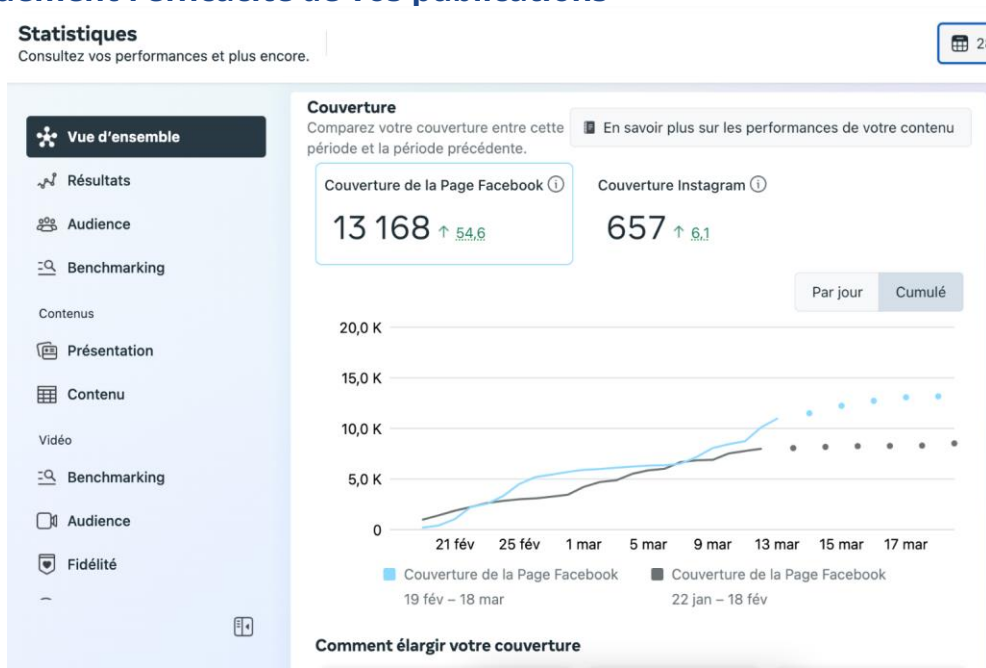 l'efficacité de vos publications
Statistiques
Consultez vos performances et plus encore.
Vue d'ensemble
Résultats
Audience
Benchmarking
Contenus
Présentation
Contenu
Vidéo
Benchmarking
Audience
Fidélité
Couverture
Comparez votre couverture entre cette
période et la période précédente.
En savoir plus sur les performances de votre contenu
Couverture de la Page Facebook
13 168 ↑ 54,6
Couverture Instagram
657 ↑ 6,1
Par jour Cumulé
20,0 K
15,0 K
10,0 K
5,0 K
0
21 fév 25 fév 1 mar 5 mar 9 mar 13 mar 15 mar 17 mar
Couverture de la Page Facebook
19 fév – 18 mar
Couverture de la Page Facebook
22 jan – 18 fév
Comment élargir votre couverture